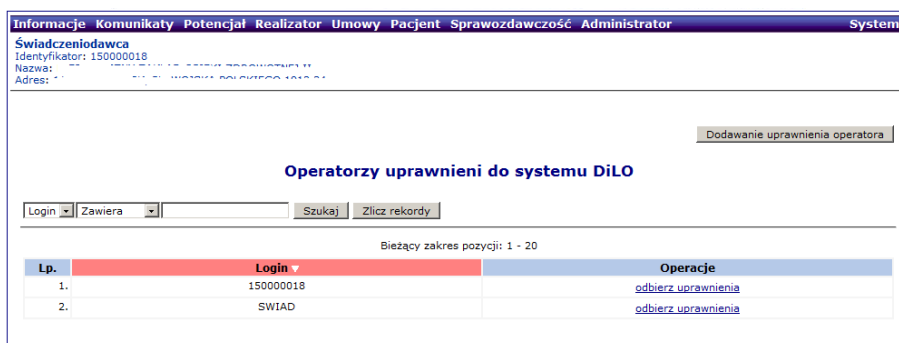 Informacje Komunikaty Potencjał Realizator Umowy Pacjent Sprawozdawczość Administrator System
Świadczeniodawca
Identyfikator: 150000018
Nazwa:
Adres: WOJSKA POLSKIEGO
Dodawanie uprawnienia operatora
Operatorzy uprawnieni do systemu DiLO
Login Zawiera Szukaj Zlicz rekordy
Bieżący zakres pozycji: 1 - 20
Lp. Login Operacje
1. 150000018 odbierz uprawnienia
2. SWIAD odbierz uprawnienia